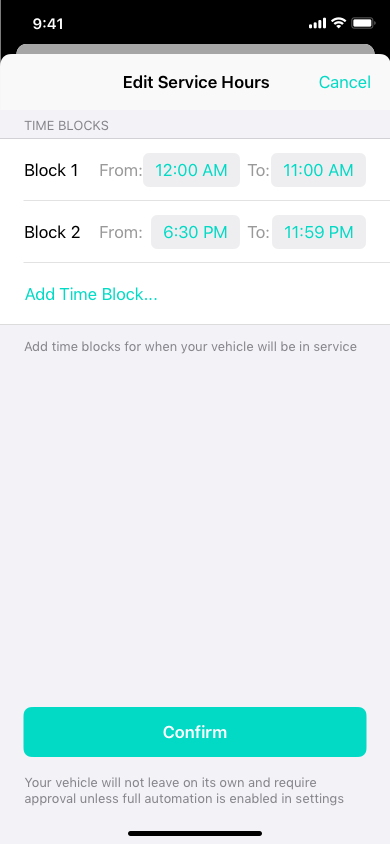 9:41
Edit Service Hours Cancel
TIME BLOCKS
Block 1 From: 12:00 AM To: 11:00 AM
Block 2 From: 6:30 PM To: 11:59 PM
Add Time Block...
Add time blocks for when your vehicle will be in service
Confirm
Your vehicle will not leave on its own and require
approval unless full automation is enabled in settings